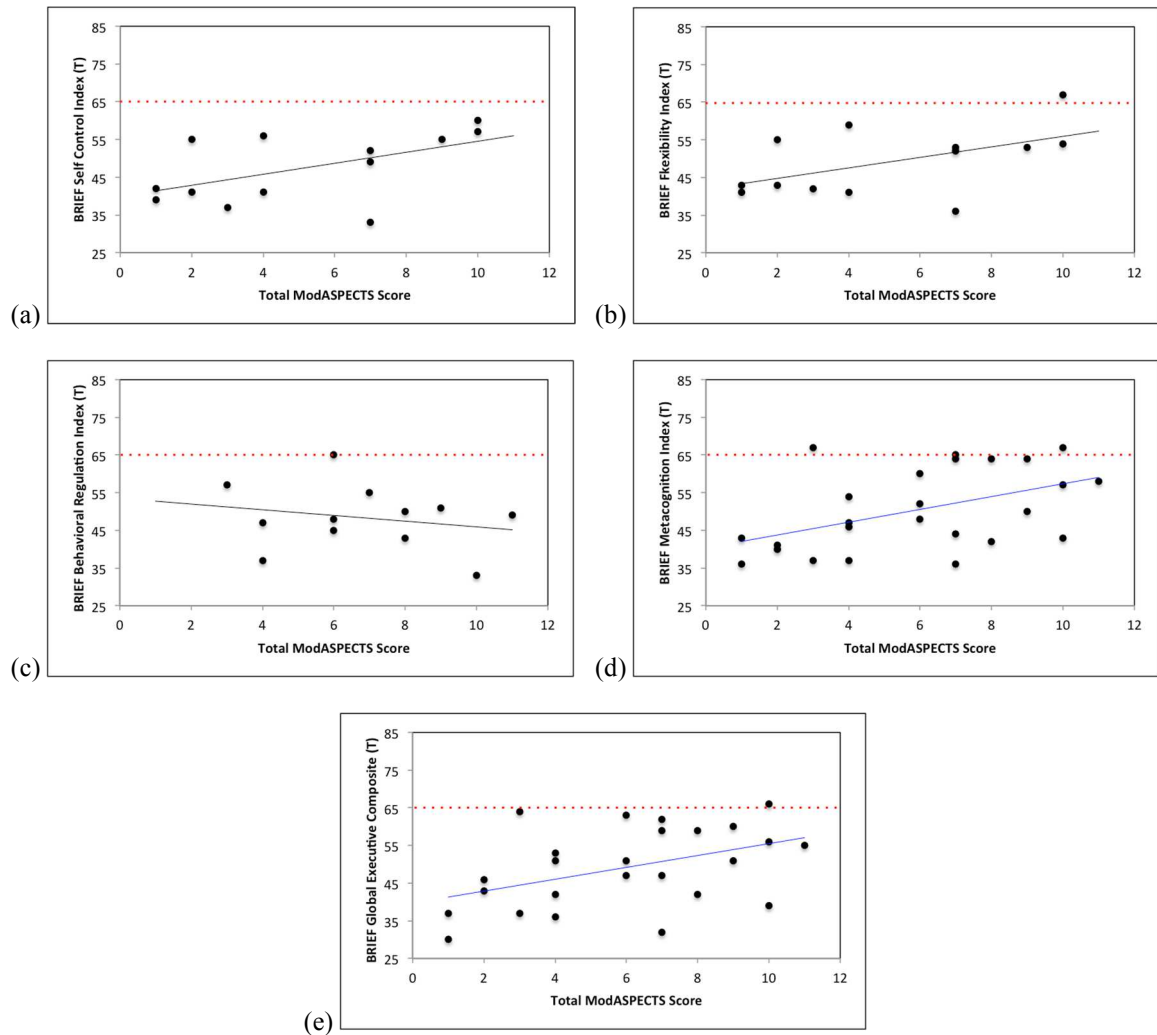 BRIEF Self Control Index (T)
85
75
65
55
45
35
25
0 2 4 6 8 10 12
Total ModASPECTS Score
(a)
BRIEF Fkexibility Index (T)
85
75
65
55
45
35
25
0 2 4 6 8 10 12
Total ModASPECTS Score
(b)
BRIEF Behavioral Regulation Index (T)
85
75
65
55
45
35
25
0 2 4 6 8 10 12
Total ModASPECTS Score
(c)
BRIEF Metacognition Index (T)
85
75
65
55
45
35
25
0 2 4 6 8 10 12
Total ModASPECTS Score
(d)
BRIEF Global Executive Composite (T)
85
75
65
55
45
35
25
0 2 4 6 8 10 12
Total ModASPECTS Score
(e)